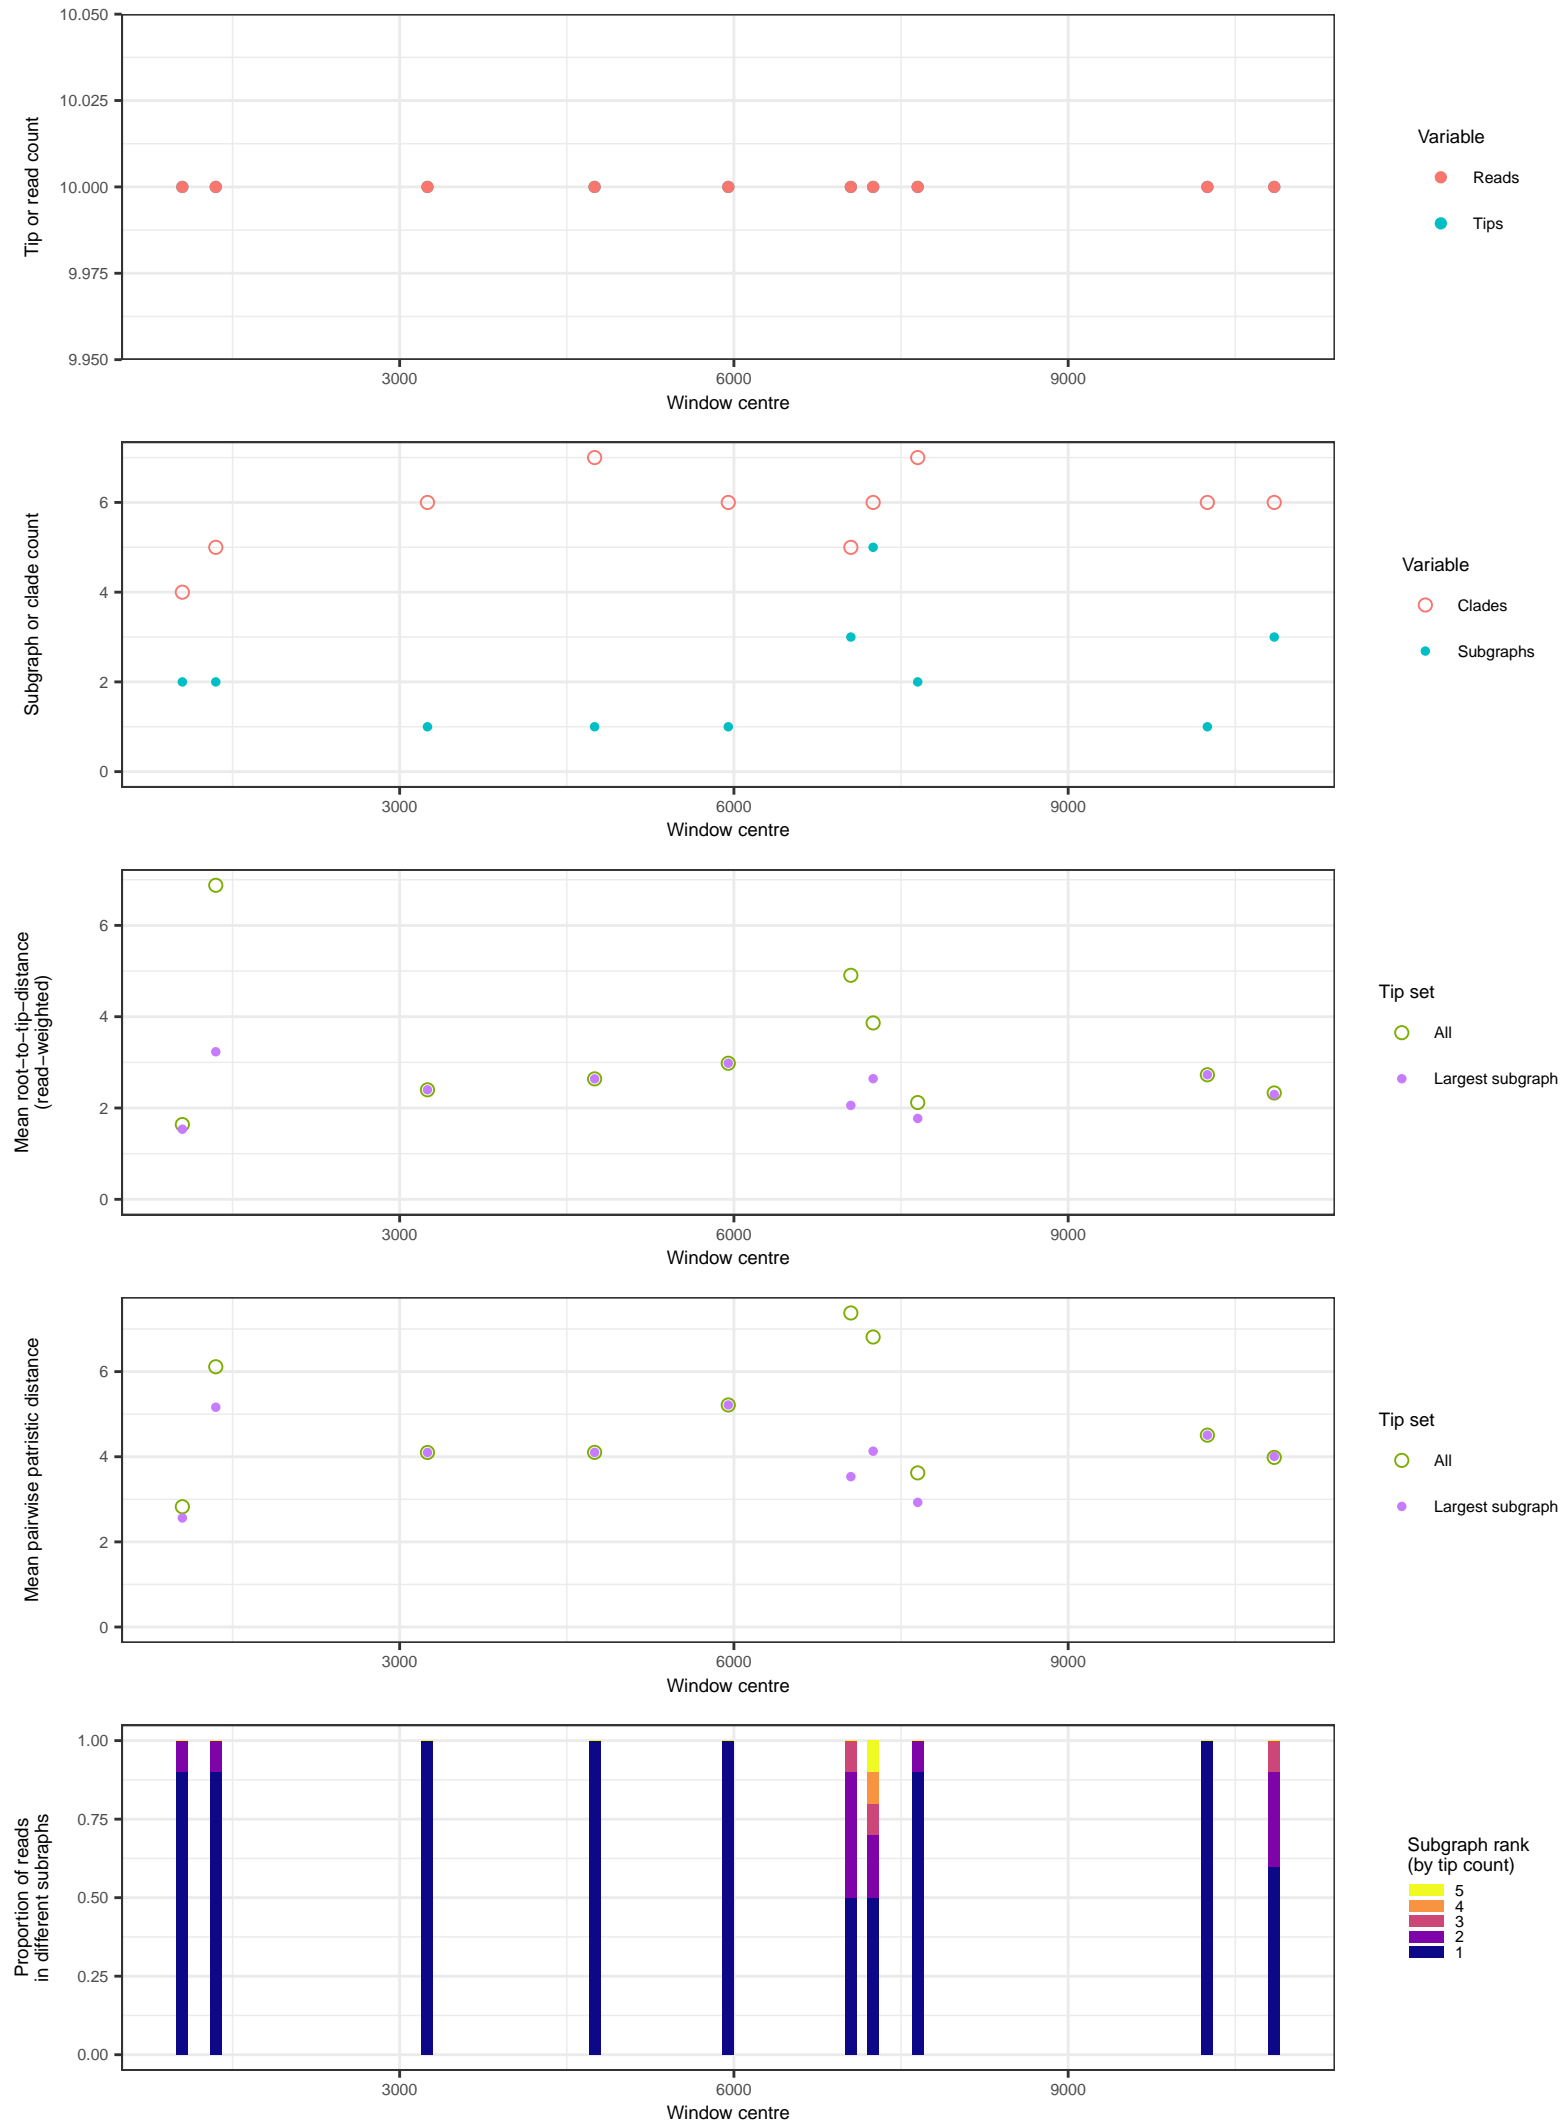 10.050
10.025
10.000
9.975
9.950
Tip or read count
3000 6000 9000
Window centre
Variable
Reads
Tips
6
4
2
0
Subgraph or clade count
3000 6000 9000
Window centre
Variable
Clades
Subgraphs
6
4
2
0
Mean root−to−tip−distance
(read−weighted)
3000 6000 9000
Window centre
Tip set
All
Largest subgraph
6
4
2
0
Mean pairwise patristic distance
3000 6000 9000
Window centre
Tip set
All
Largest subgraph
1.00
0.75
0.50
0.25
0.00
Proportion of reads
in different subraphs
3000 6000 9000
Window centre
Subgraph rank
(by tip count)
5
4
3
2
1